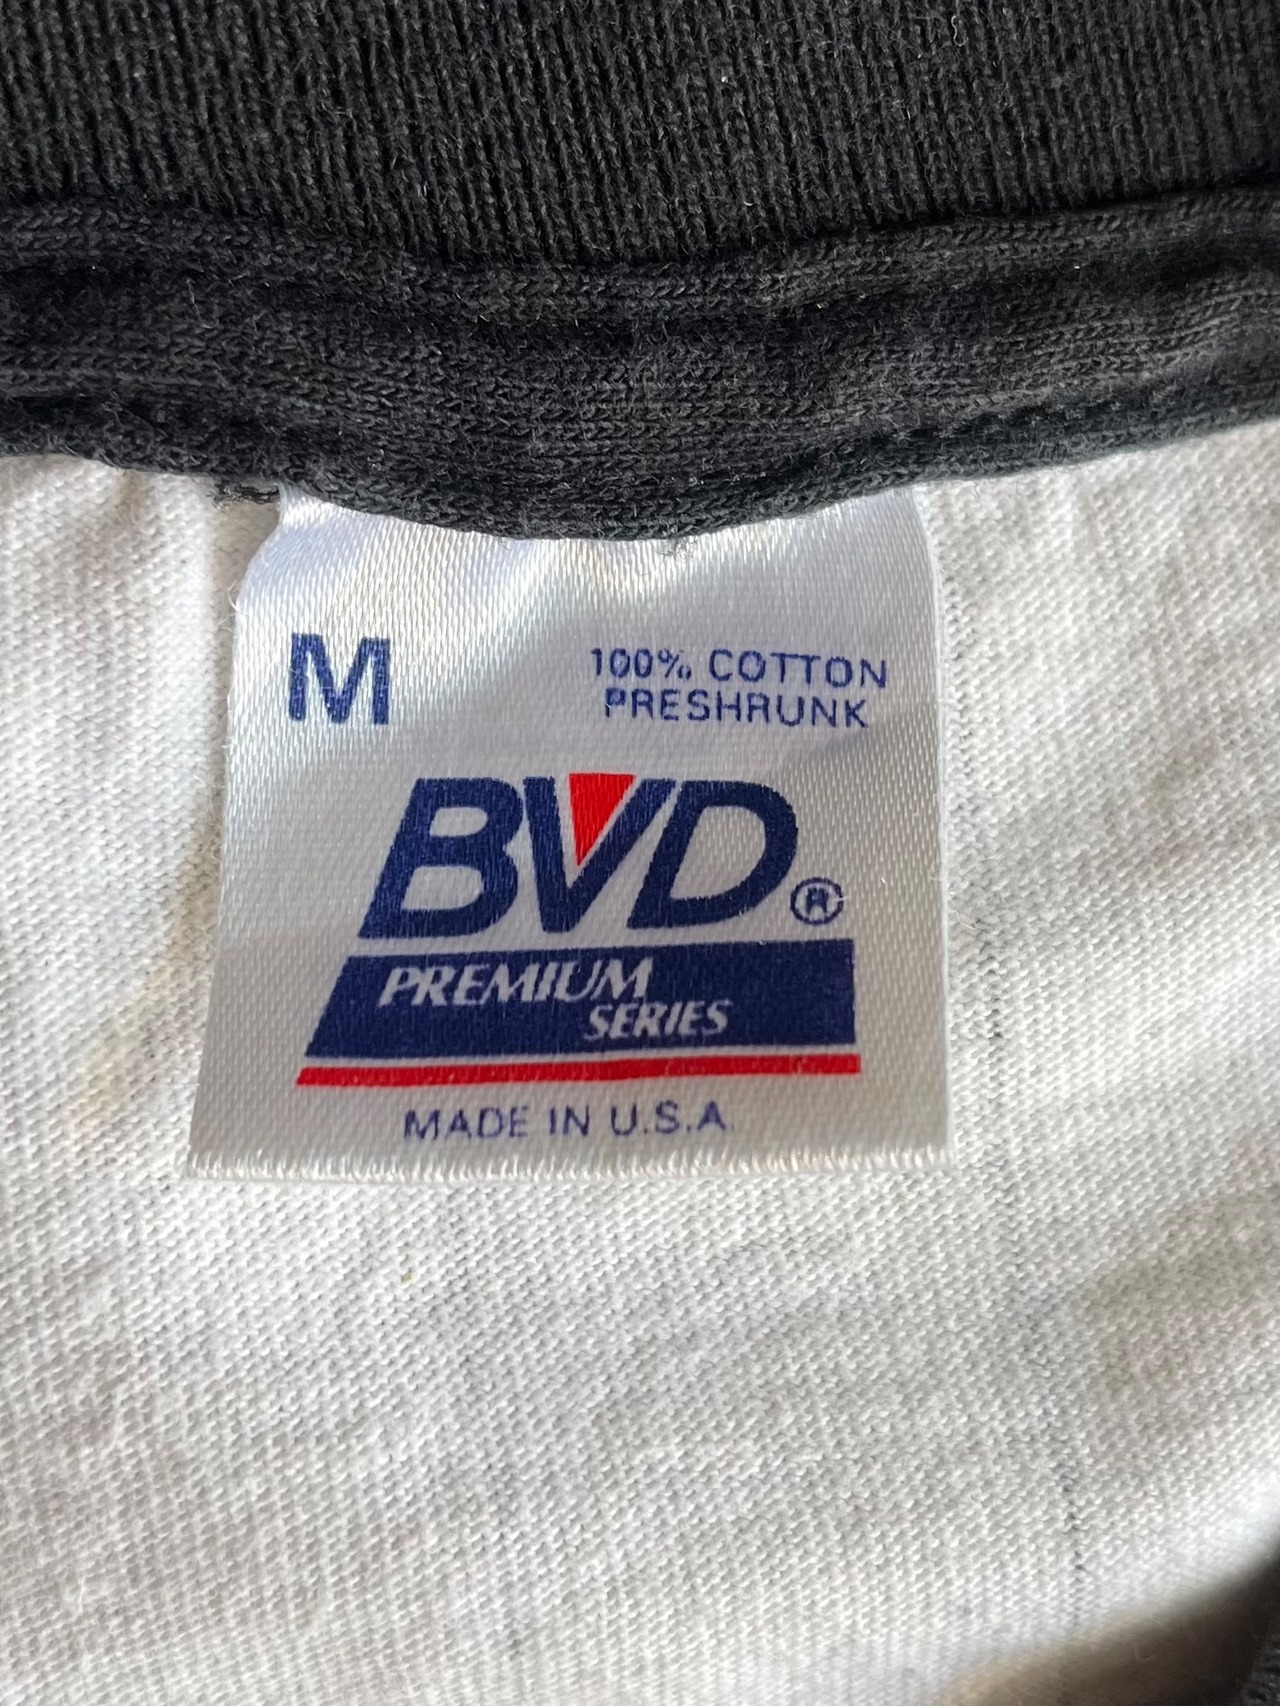 M
100% COTTON
PRESHRUNK
BVD®
PREMIUM
SERIES
MADE IN U.S.A.